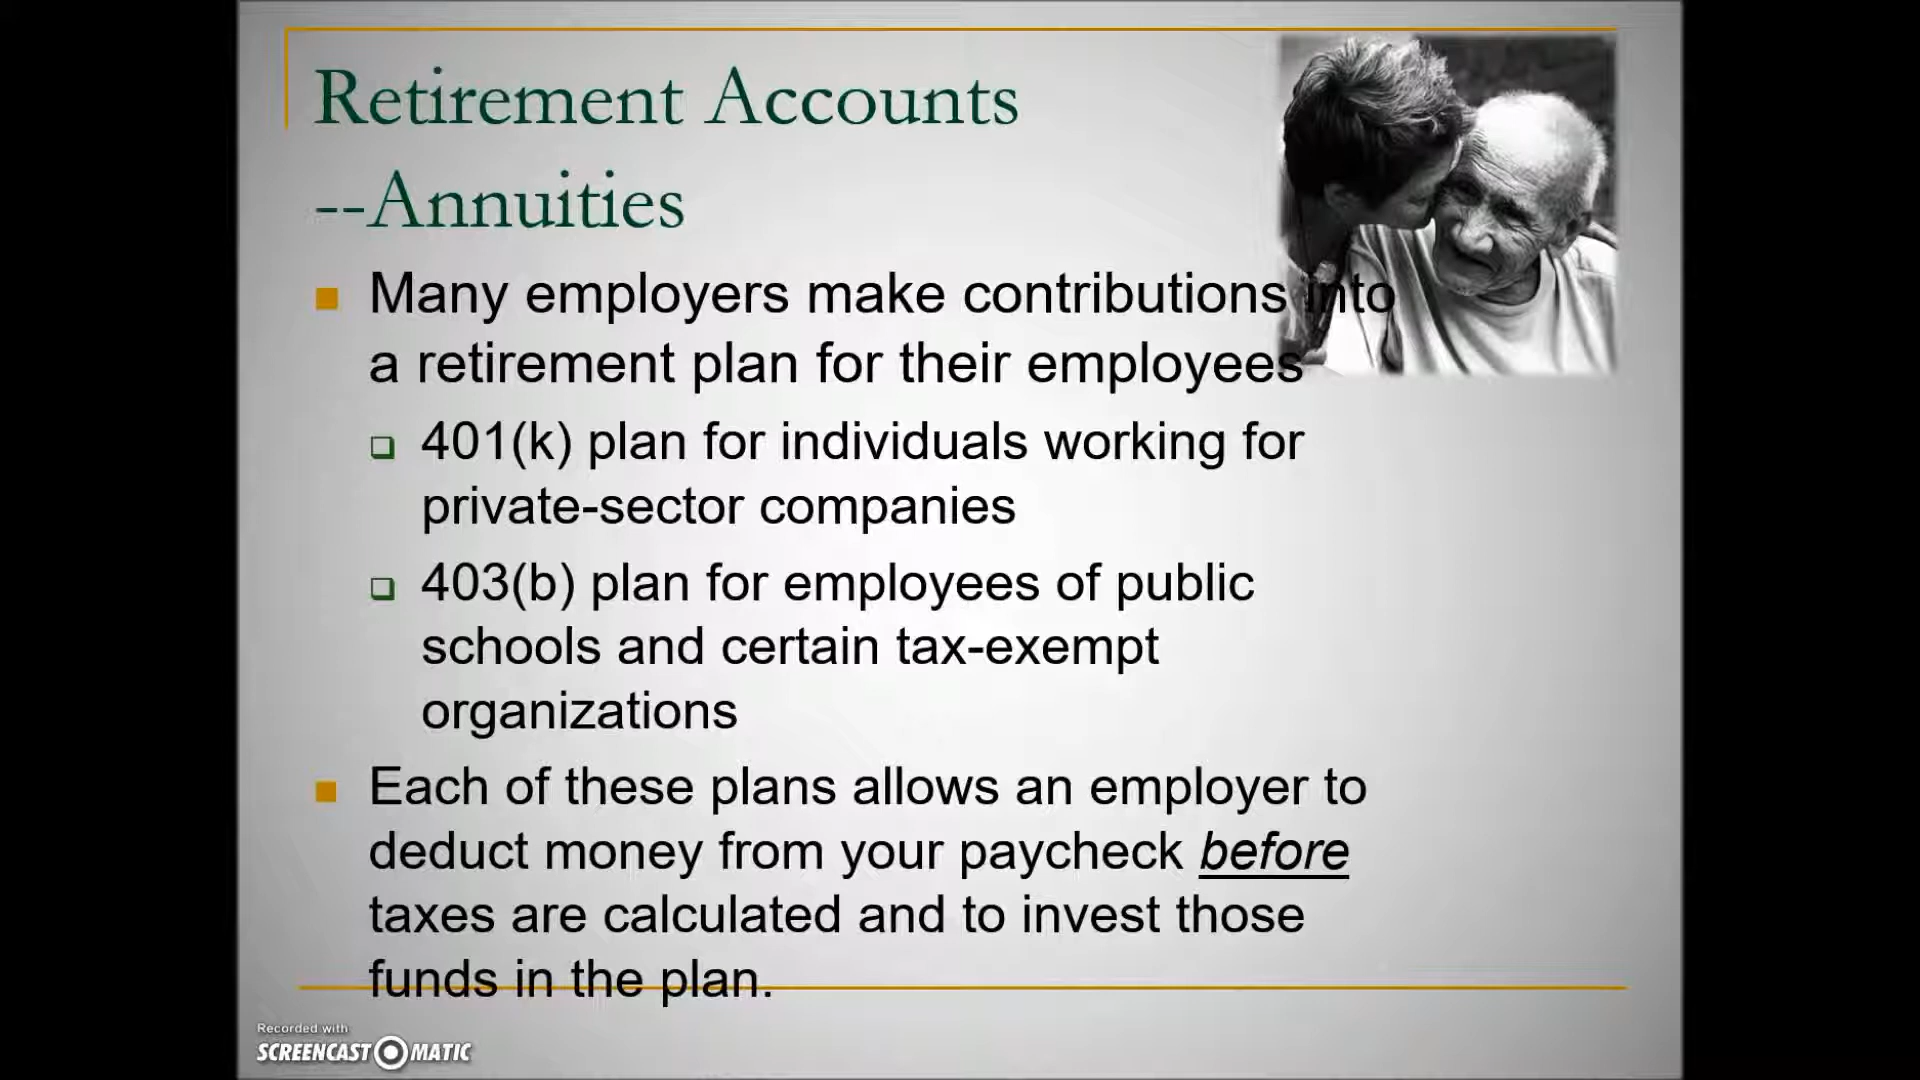 Retirement Accounts
--Annuities
Many employers make contributions into
a retirement plan for their employees
401(k) plan for individuals working for
private-sector companies
403(b) plan for employees of public
schools and certain tax-exempt
organizations
Each of these plans allows an employer to
deduct money from your paycheck before
taxes are calculated and to invest those
funds in the plan.
Recorded with
SCREENCAST MATIC